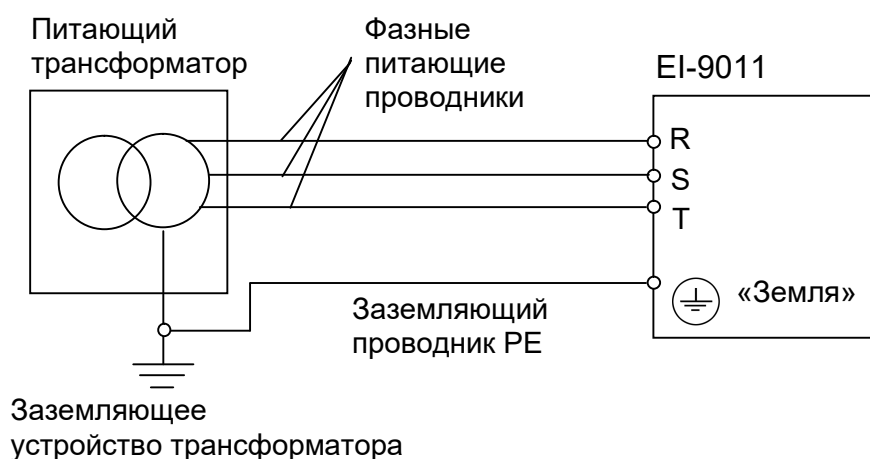 Питающий
трансформатор
Фазные
питающие
проводники
EI-9011
R
S
T
«Земля»
Заземляющий
проводник PE
Заземляющее
устройство трансформатора